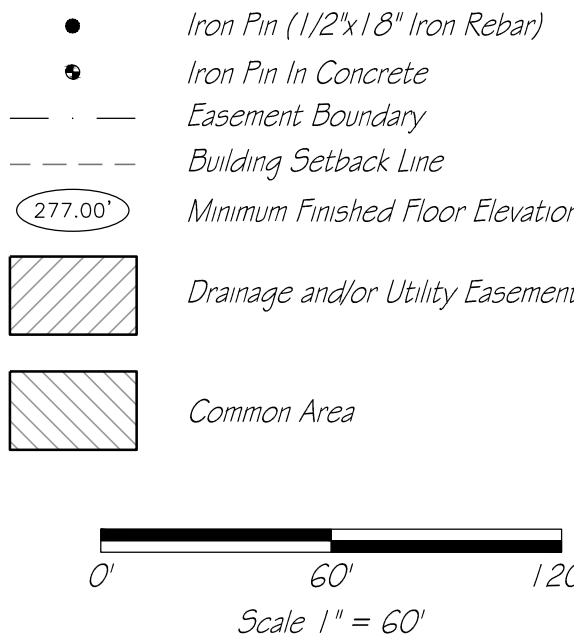 Iron Pin (1/2"x18" Iron Rebar)
Iron Pin In Concrete
Easement Boundary
Building Setback Line
277.00' Minimum Finished Floor Elevation
Drainage and/or Utility Easement
Common Area
0' 60' 120
Scale 1" = 60'